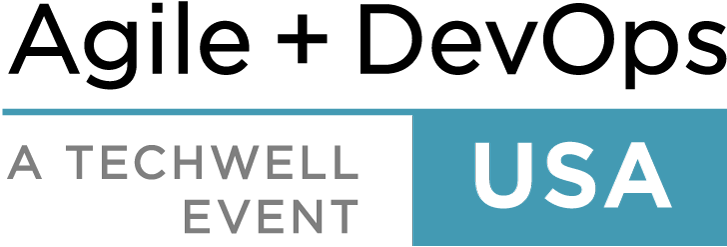 Agile + DevOps
A TECHWELL
EVENT
USA